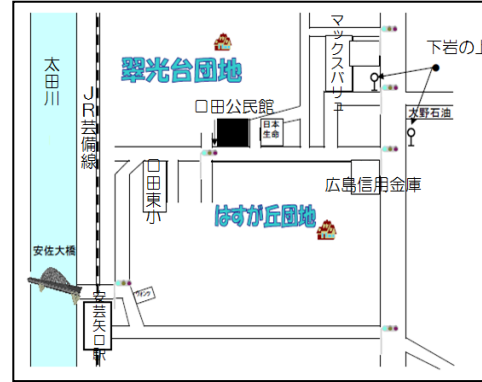 太田川
JR芸備線
翠光台団地
マックスバリュ
下岩の上
口田公民館
日本
生命
大野石油
口田東小
広島信用金庫
はすが丘団地
安佐大橋
安芸矢口駅